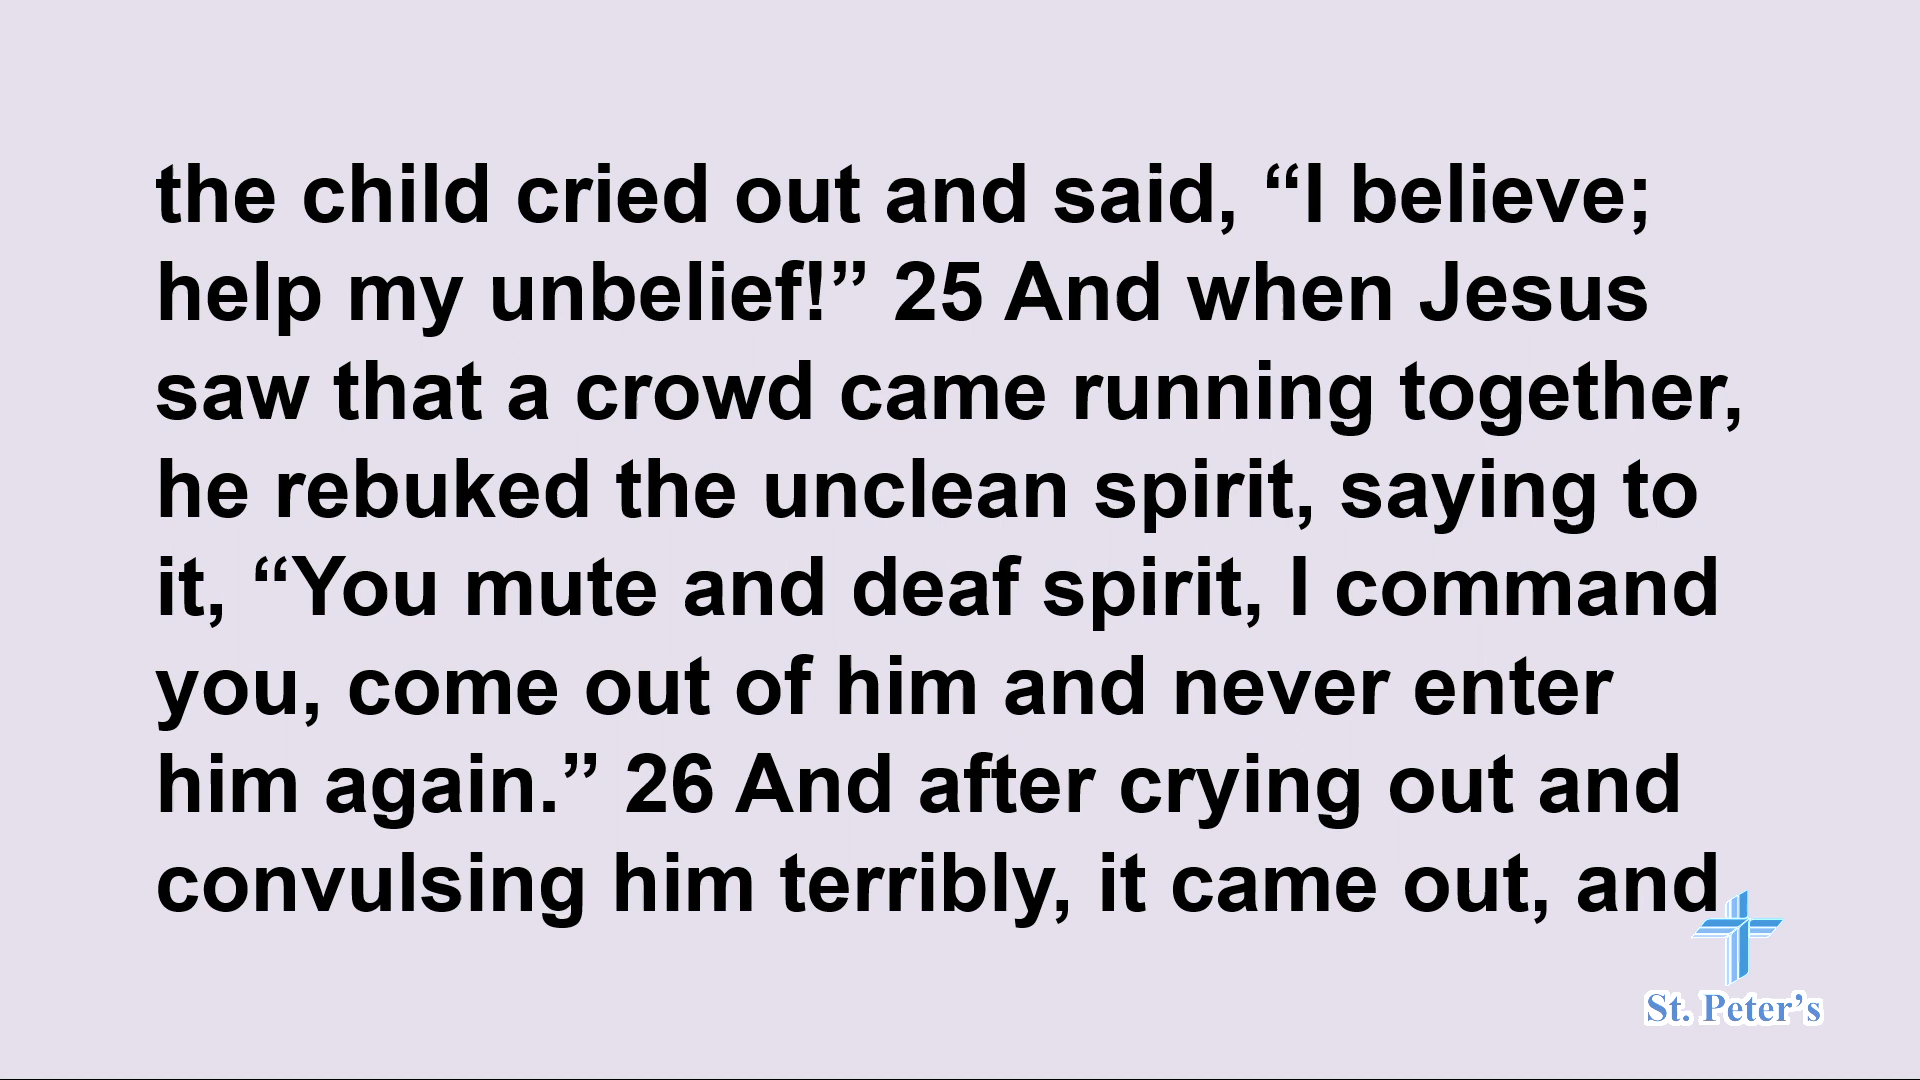 the child cried out and said, “I believe;
help my unbelief!” 25 And when Jesus
saw that a crowd came running together,
he rebuked the unclean spirit, saying to
it, “You mute and deaf spirit, I command
you, come out of him and never enter
him again.” 26 And after crying out and
convulsing him terribly, it came out, and
St. Peter’s